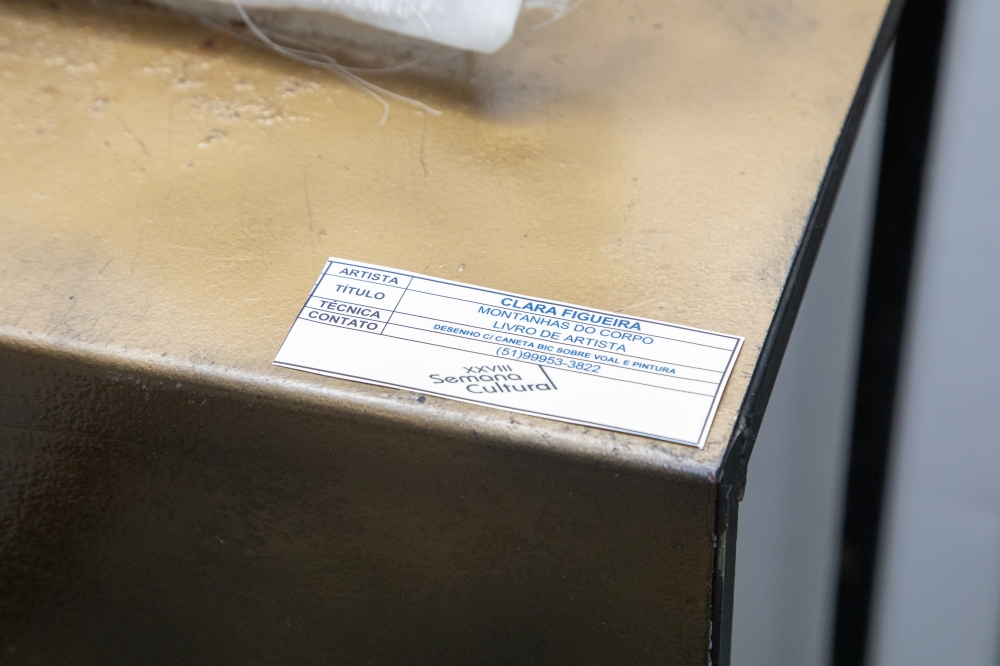 ARTISTA CLARA FIGUEIRA
TÍTULO MONTANHAS DO CORPO
LIVRO DE ARTISTA
TÉCNICA DESENHO C/ CANETA BIC SOBRE VOAL E PINTURA
CONTATO (51)99953-3822
XXVIII
Semana
Cultural